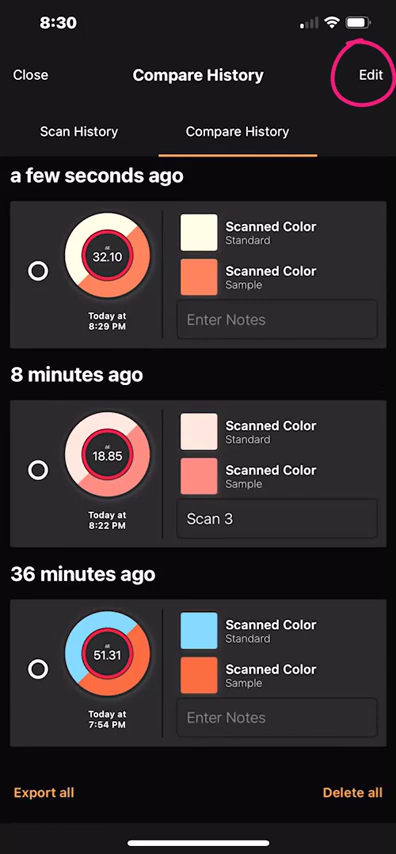 8:30
Close
Compare History
Edit
Scan History
Compare History
a few seconds ago
32.10
Today at
8:29 PM
Scanned Color
Standard
Scanned Color
Sample
Enter Notes
8 minutes ago
18.85
Today at
8:22 PM
Scanned Color
Standard
Scanned Color
Sample
Scan 3
36 minutes ago
51.31
Today at
7:54 PM
Scanned Color
Standard
Scanned Color
Sample
Enter Notes
Export all
Delete all